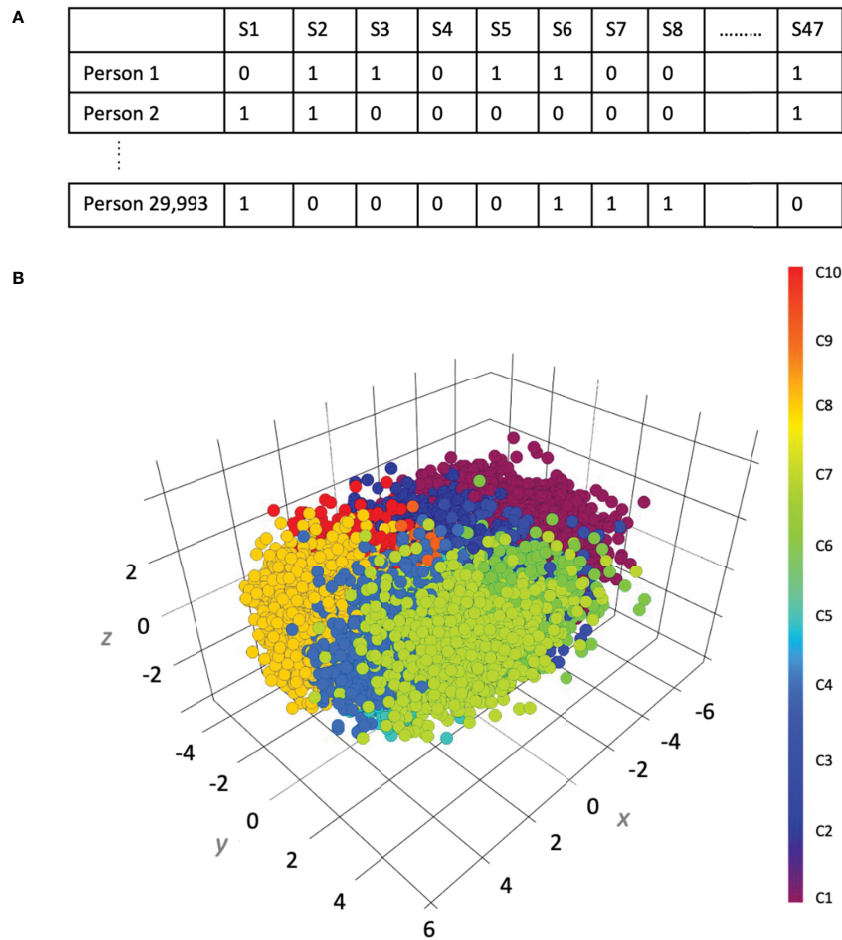 A
S1 S2 S3 S4 S5 S6 S7 S8 ......... S47
Person 1 0 1 1 0 1 1 0 0 1
Person 2 1 1 0 0 0 0 0 0 1
Person 29,993 1 0 0 0 0 1 1 1 0
B
C10
C9
C8
C7
C6
C5
C4
C3
C2
C1
2
0
-2
z
-4
-2
0
2
4
6
y
-6
-4
-2
0
2
4
x